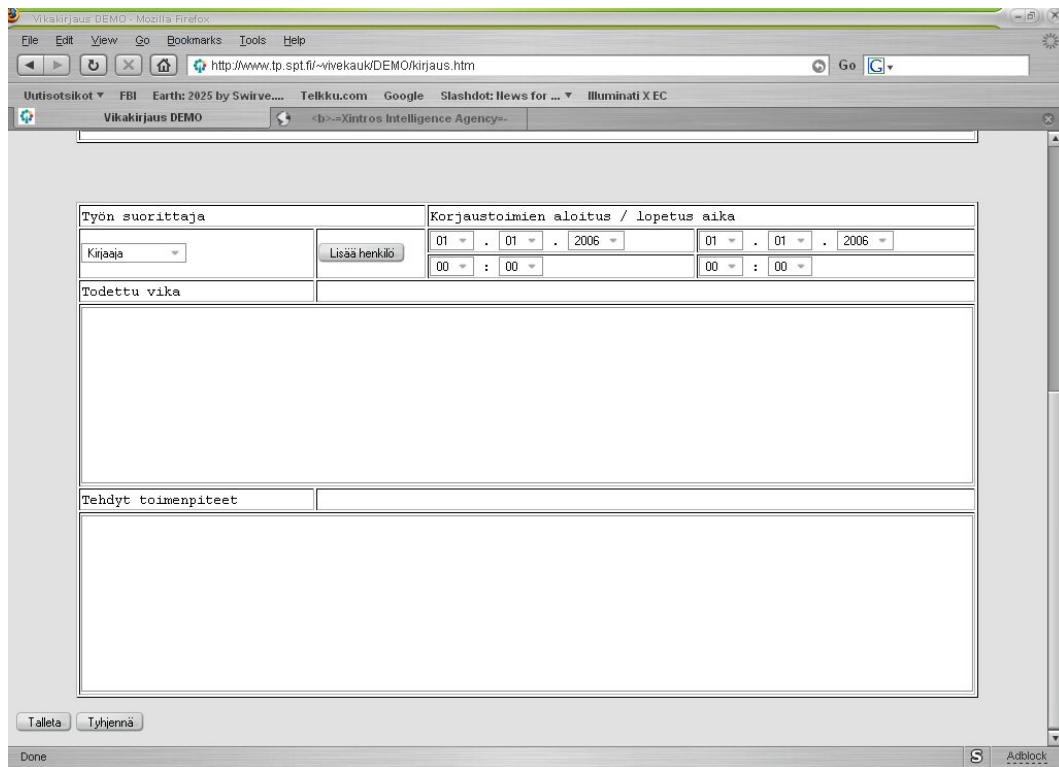 Vikakirjaus DEMO - Mozilla Firefox
File Edit View Go Bookmarks Tools Help
http://www.tp.spt.fi/~vivekauk/DEMO/kirjaus.htm Go G
Uutisotsikot FBI Earth: 2025 by Swirve.... Telkku.com Google Slashdot: News for ... Illuminati X EC
Vikakirjaus DEMO <b>-=Xintros Intelligence Agency=-
Työn suorittaja Korjaustoimien aloitus / lopetus aika
Kirjaaja Lisää henkilö 01 . 01 . 2006 01 . 01 . 2006
00 : 00 00 : 00
Todettu vika
Tehdyt toimenpiteet
Talleta Tyhjennä
Done S Adblock